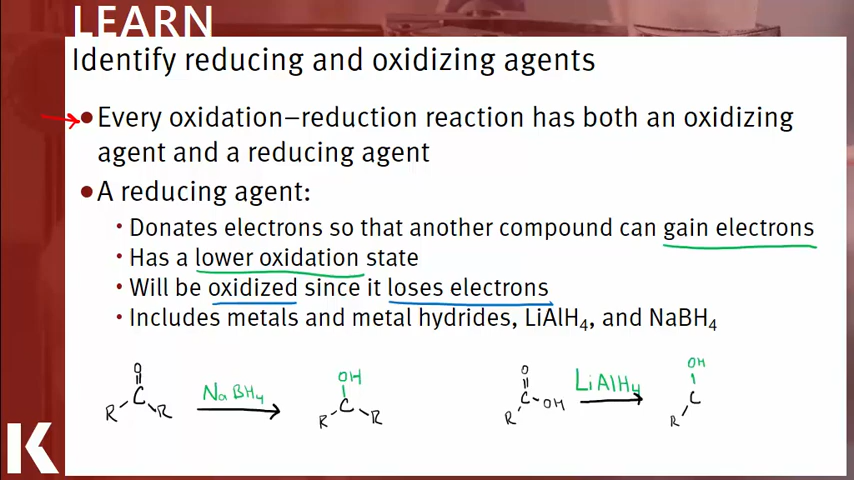 LEARN
Identify reducing and oxidizing agents
•Every oxidation–reduction reaction has both an oxidizing
agent and a reducing agent
•A reducing agent:
• Donates electrons so that another compound can gain electrons
• Has a lower oxidation state
• Will be oxidized since it loses electrons
• Includes metals and metal hydrides, LiAlH₄, and NaBH₄
O
C
R R
NaBH₄
OH
C
R R
O
C OH
R
LiAlH₄
OH
C
R
K